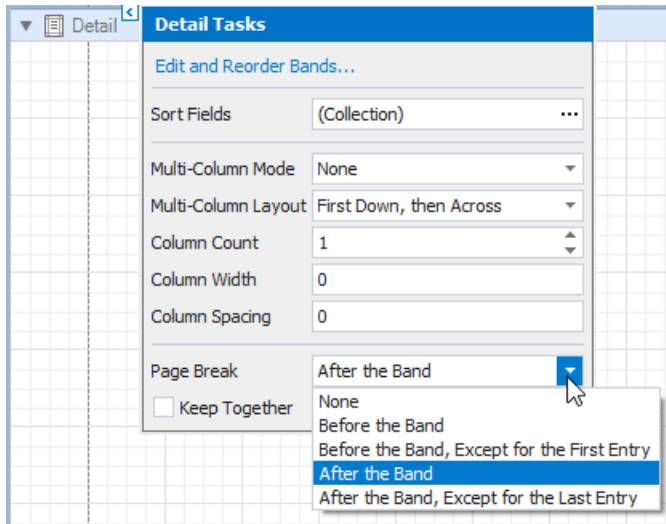 Detail
Detail Tasks
Edit and Reorder Bands...
Sort Fields (Collection) ...
Multi-Column Mode None
Multi-Column Layout First Down, then Across
Column Count 1
Column Width 0
Column Spacing 0
Page Break After the Band
Keep Together
None
Before the Band
Before the Band, Except for the First Entry
After the Band
After the Band, Except for the Last Entry